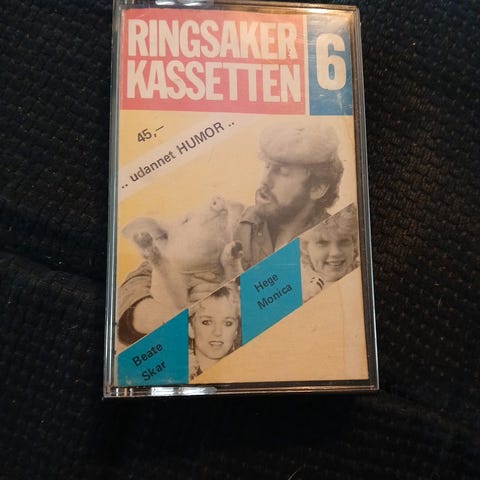 RINGSAKER
KASSETTEN
6
45,-
.. udannet HUMOR ..
Hege
Monica
Beate
Skar